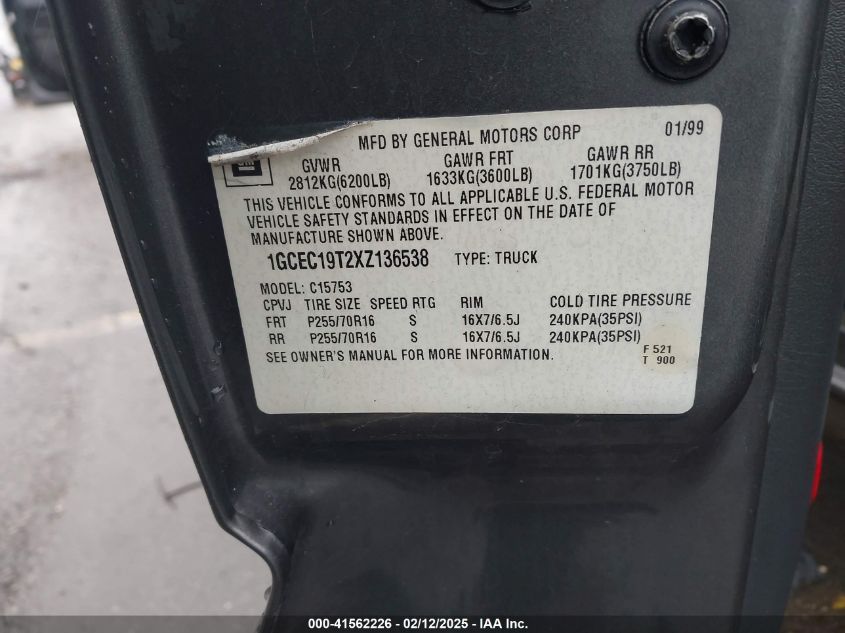 MFD BY GENERAL MOTORS CORP 01/99
GM
GVWR GAWR FRT GAWR RR
2812KG(6200LB) 1633KG(3600LB) 1701KG(3750LB)
THIS VEHICLE CONFORMS TO ALL APPLICABLE U.S. FEDERAL MOTOR
VEHICLE SAFETY STANDARDS IN EFFECT ON THE DATE OF
MANUFACTURE SHOWN ABOVE.
1GCEC19T2XZ136538 TYPE: TRUCK
MODEL: C15753
CPVJ TIRE SIZE SPEED RTG RIM COLD TIRE PRESSURE
FRT P255/70R16 S 16X7/6.5J 240KPA(35PSI)
RR P255/70R16 S 16X7/6.5J 240KPA(35PSI)
SEE OWNER'S MANUAL FOR MORE INFORMATION.
F 521
T 900
000-41562226 - 02/12/2025 - IAA Inc.